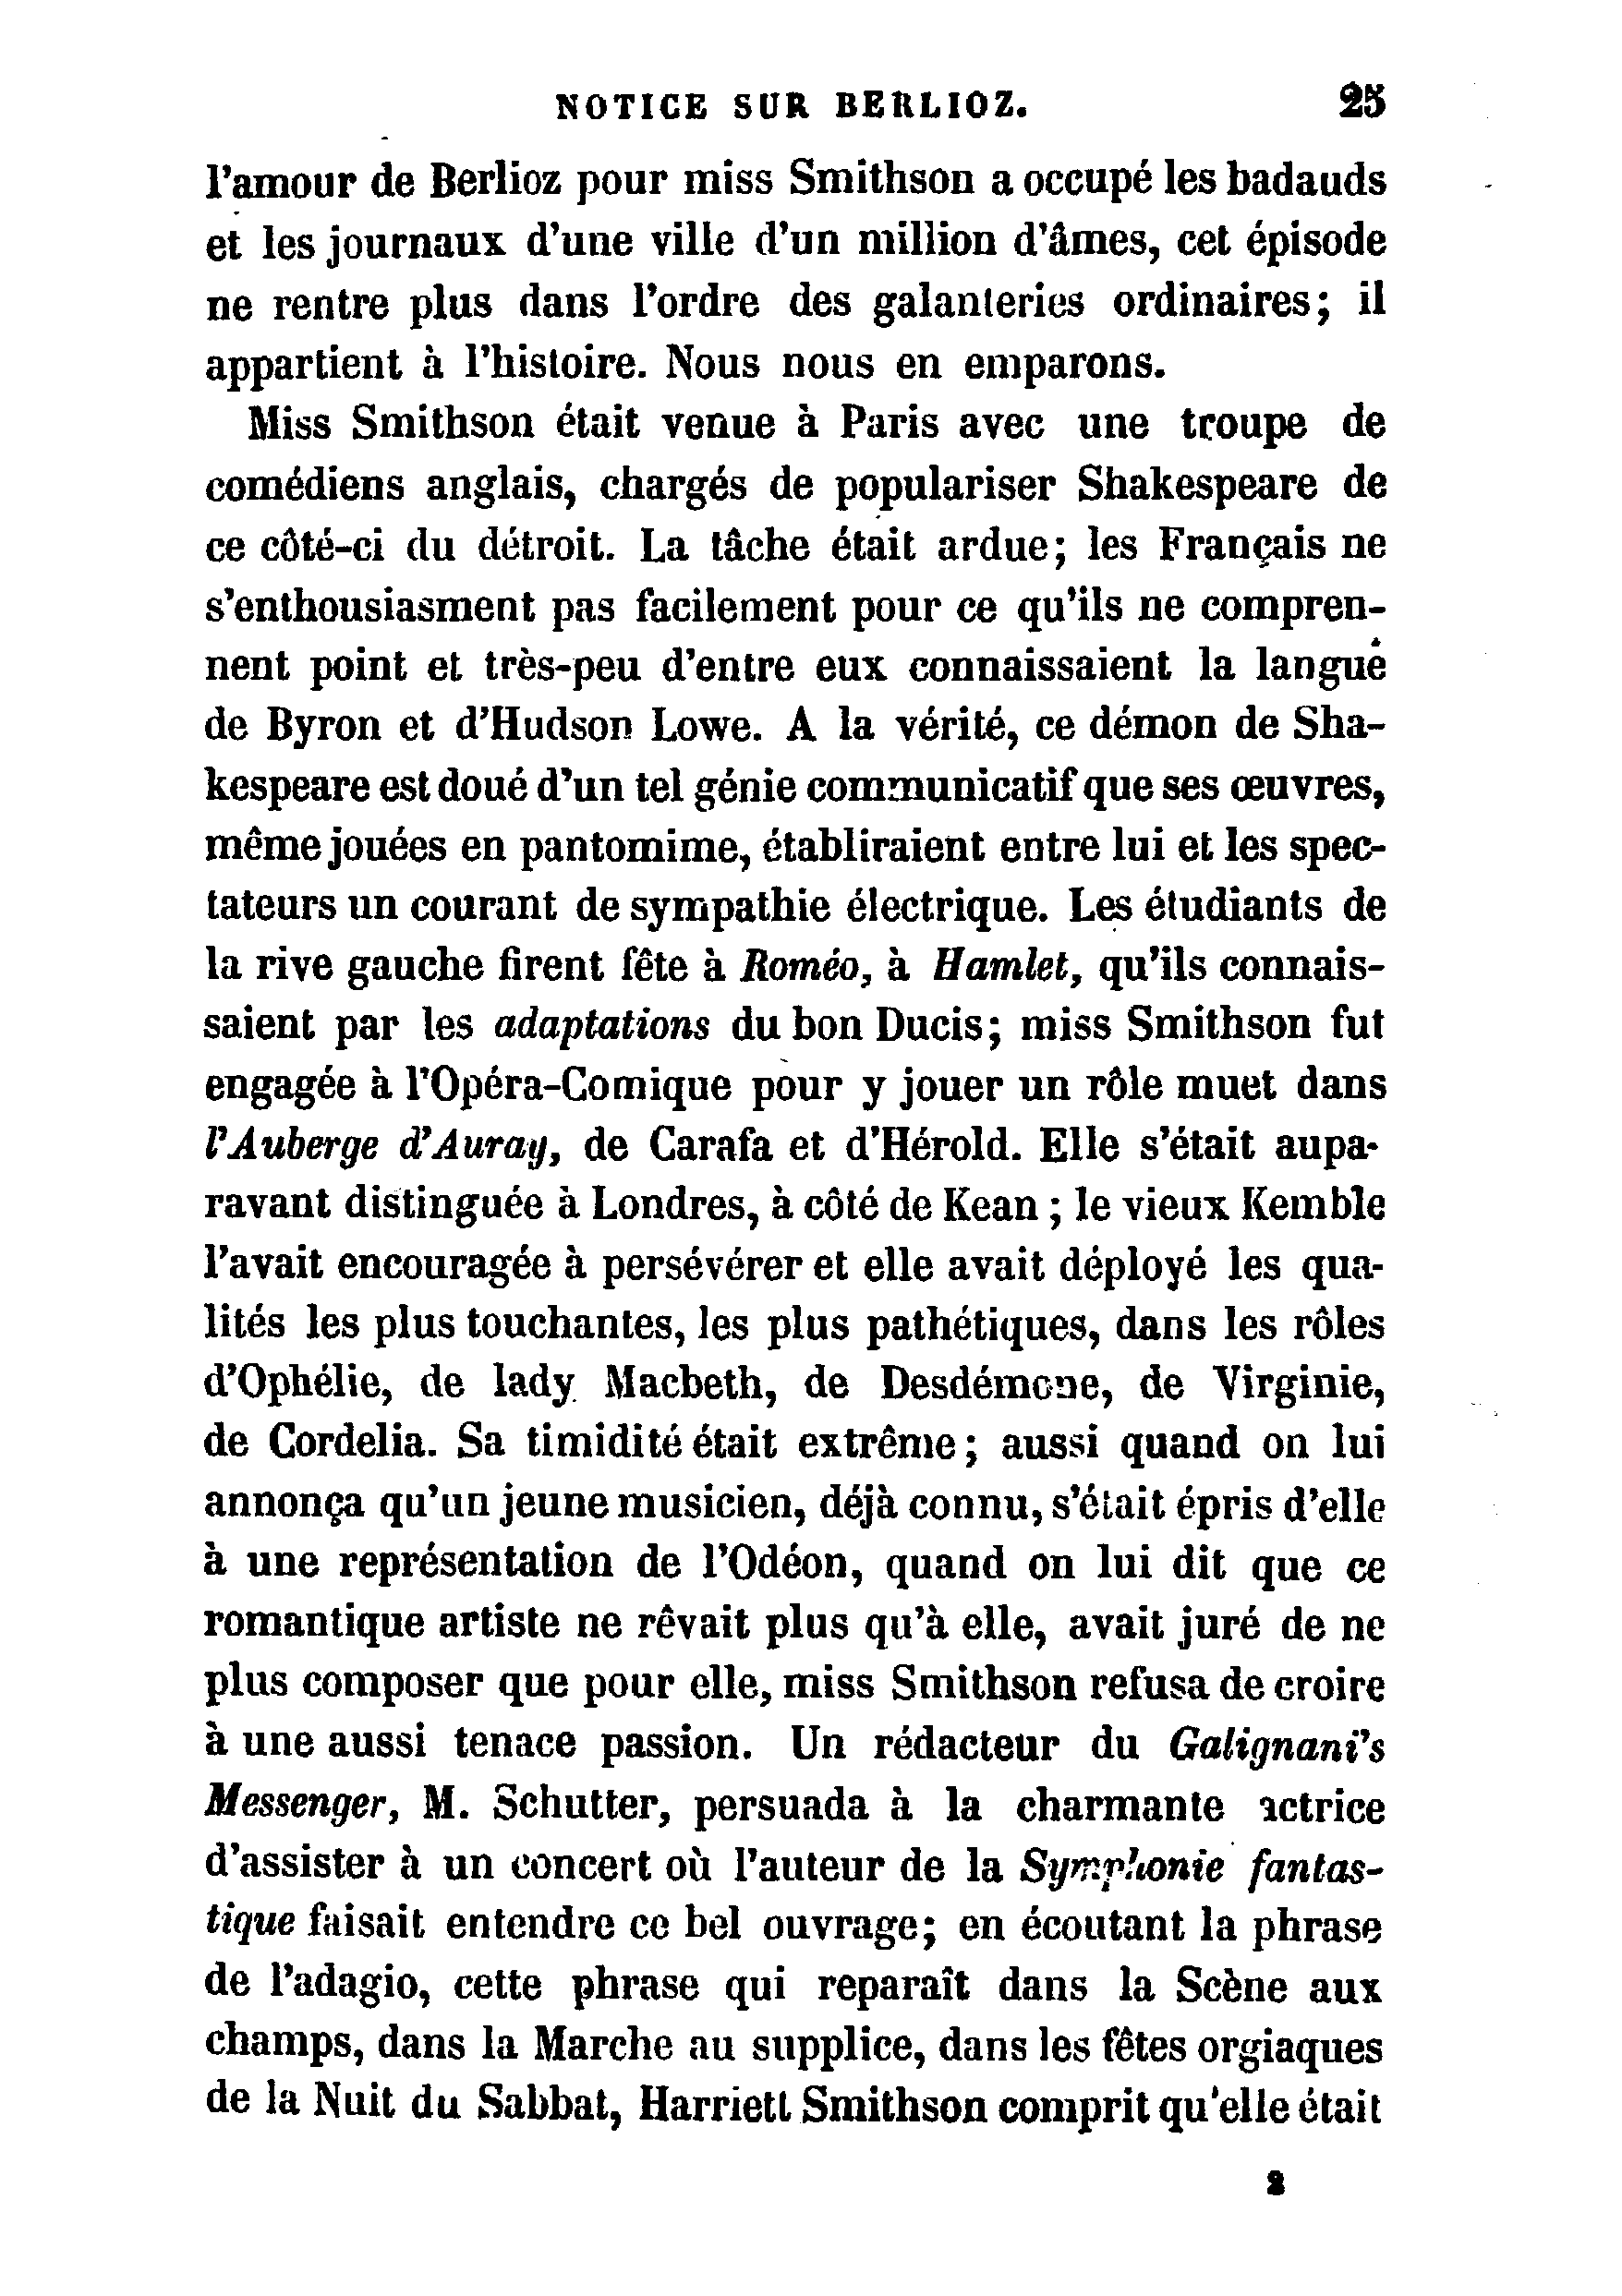 NOTICE SUR BERLIOZ. 25
l'amour de Berlioz pour miss Smithson a occupé les badauds
et les journaux d'une ville d'un million d'âmes, cet épisode
ne rentre plus dans l'ordre des galanteries ordinaires; il
appartient à l'histoire. Nous nous en emparons.
Miss Smithson était venue à Paris avec une troupe de
comédiens anglais, chargés de populariser Shakespeare de
ce côté-ci du détroit. La tâche était ardue; les Français ne
s'enthousiasment pas facilement pour ce qu'ils ne compren-
nent point et très-peu d'entre eux connaissaient la langue
de Byron et d'Hudson Lowe. A la vérité, ce démon de Sha-
kespeare est doué d'un tel génie communicatif que ses œuvres,
même jouées en pantomime, établiraient entre lui et les spec-
tateurs un courant de sympathie électrique. Les étudiants de
la rive gauche firent fête à Roméo, à Hamlet, qu'ils connais-
saient par les adaptations du bon Ducis; miss Smithson fut
engagée à l'Opéra-Comique pour y jouer un rôle muet dans
l'Auberge d'Auray, de Carafa et d'Hérold. Elle s'était aupa-
ravant distinguée à Londres, à côté de Kean ; le vieux Kemble
l'avait encouragée à persévérer et elle avait déployé les qua-
lités les plus touchantes, les plus pathétiques, dans les rôles
d'Ophélie, de lady Macbeth, de Desdémone, de Virginie,
de Cordelia. Sa timidité était extrême; aussi quand on lui
annonça qu'un jeune musicien, déjà connu, s'était épris d'elle
à une représentation de l'Odéon, quand on lui dit que ce
romantique artiste ne rêvait plus qu'à elle, avait juré de ne
plus composer que pour elle, miss Smithson refusa de croire
à une aussi tenace passion. Un rédacteur du Galignani's
Messenger, M. Schutter, persuada à la charmante actrice
d'assister à un concert où l'auteur de la Symphonie fantas-
tique faisait entendre ce bel ouvrage; en écoutant la phrase
de l'adagio, cette phrase qui reparaît dans la Scène aux
champs, dans la Marche au supplice, dans les fêtes orgiaques
de la Nuit du Sabbat, Harriett Smithson comprit qu'elle était
2